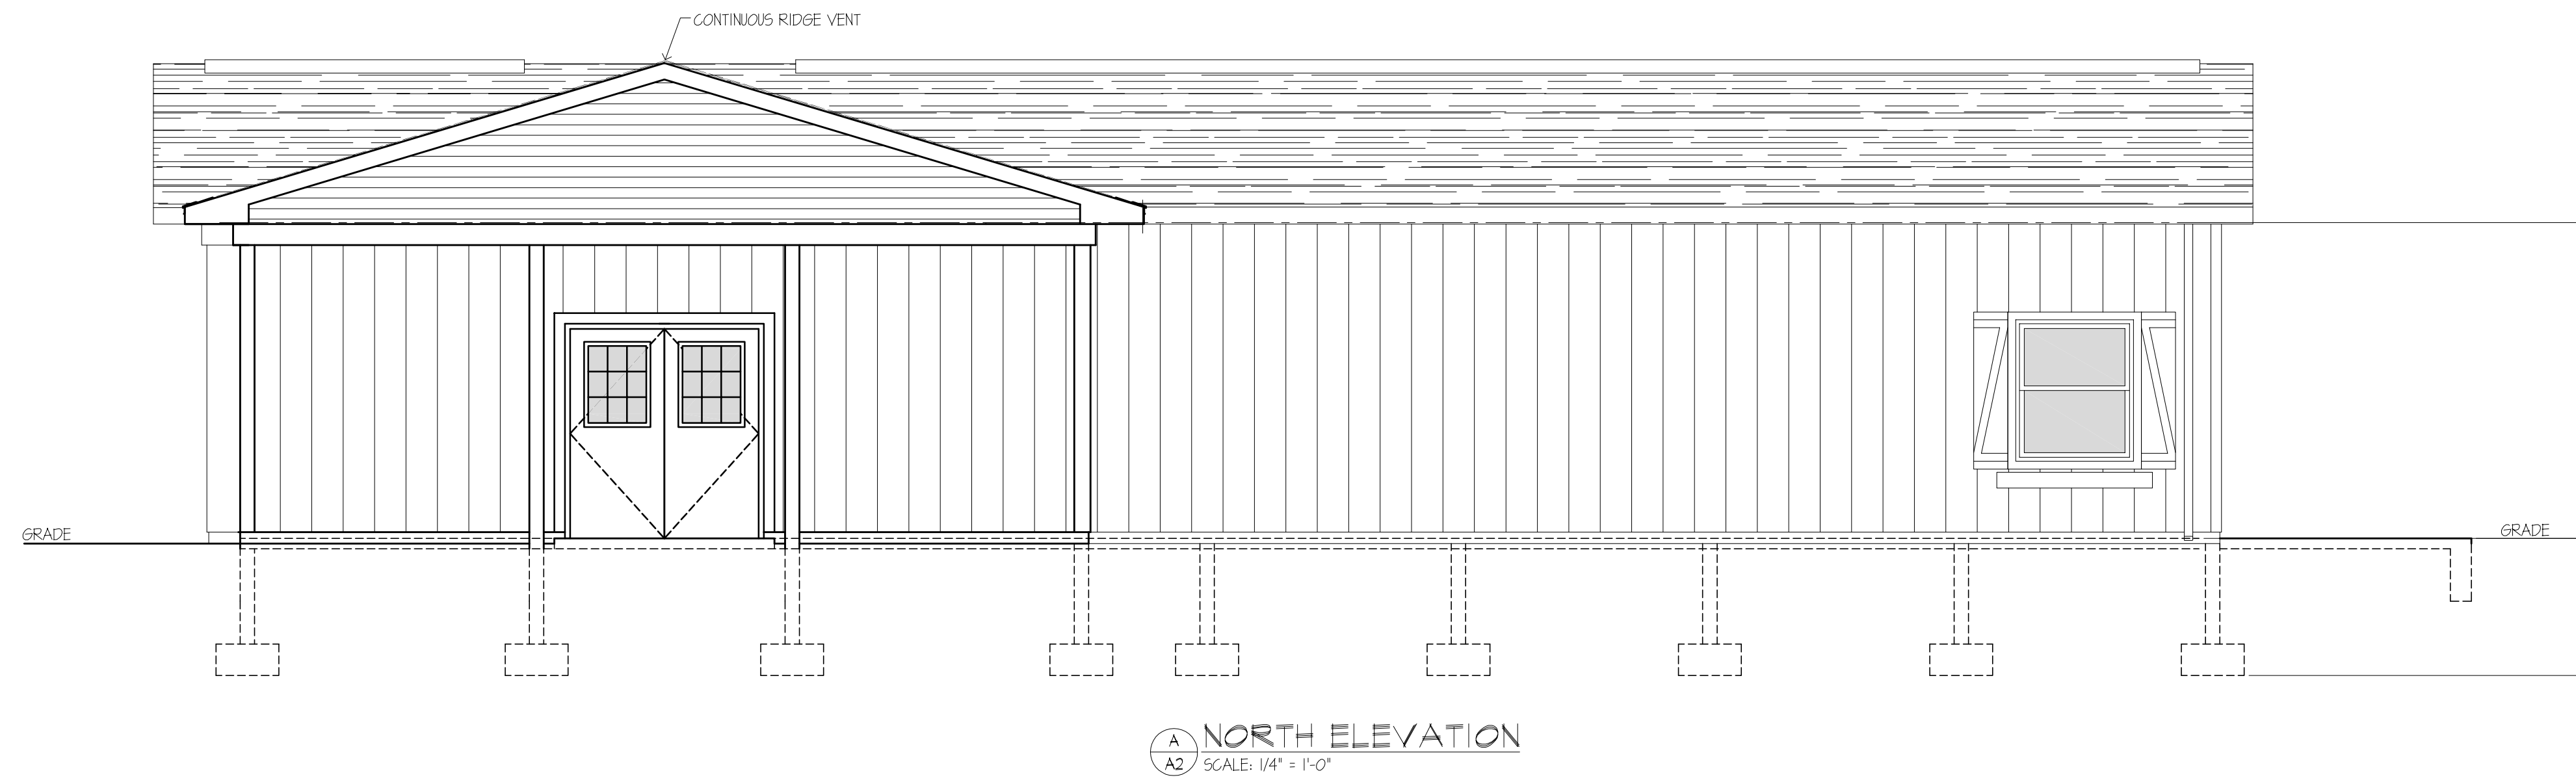 CONTINUOUS RIDGE VENT
GRADE
GRADE
A
A2
NORTH ELEVATION
SCALE: 1/4" = 1'-0"